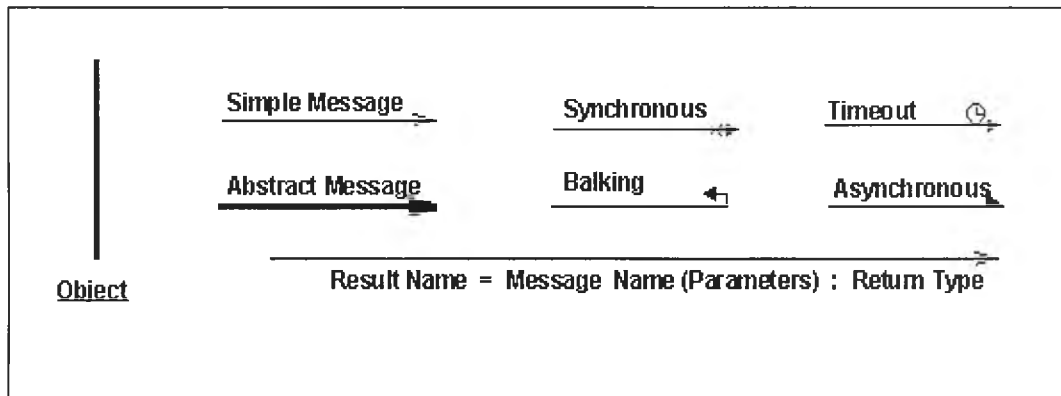 Simple Message
Synchronous
Timeout
Abstract Message
Balking
Asynchronous
Object
Result Name = Message Name (Parameters) : Return Type